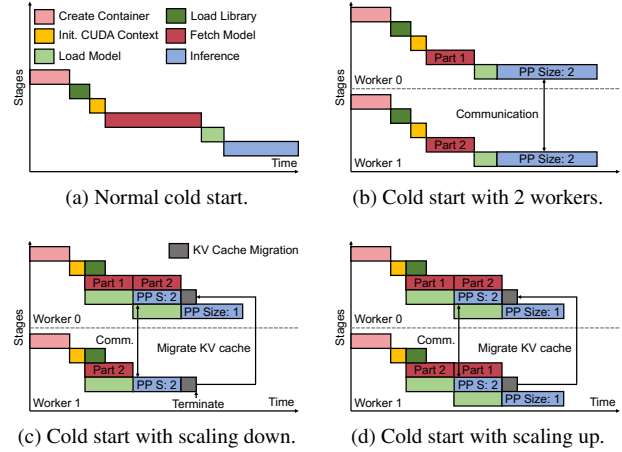 Create Container
Load Library
Init. CUDA Context
Fetch Model
Load Model
Inference
Stages
Time
(a) Normal cold start.
Stages
Part 1
PP Size: 2
Worker 0
Communication
Part 2
PP Size: 2
Worker 1
Time
(b) Cold start with 2 workers.
KV Cache Migration
Stages
Part 1 Part 2
PP S: 2
PP Size: 1
Worker 0
Comm.
Migrate KV cache
Part 2
PP S: 2
Worker 1
Terminate
Time
(c) Cold start with scaling down.
Stages
Part 1 Part 2
PP S: 2
PP Size: 1
Worker 0
Comm.
Migrate KV cache
Part 2 Part 1
PP S: 2
PP Size: 1
Worker 1
Time
(d) Cold start with scaling up.